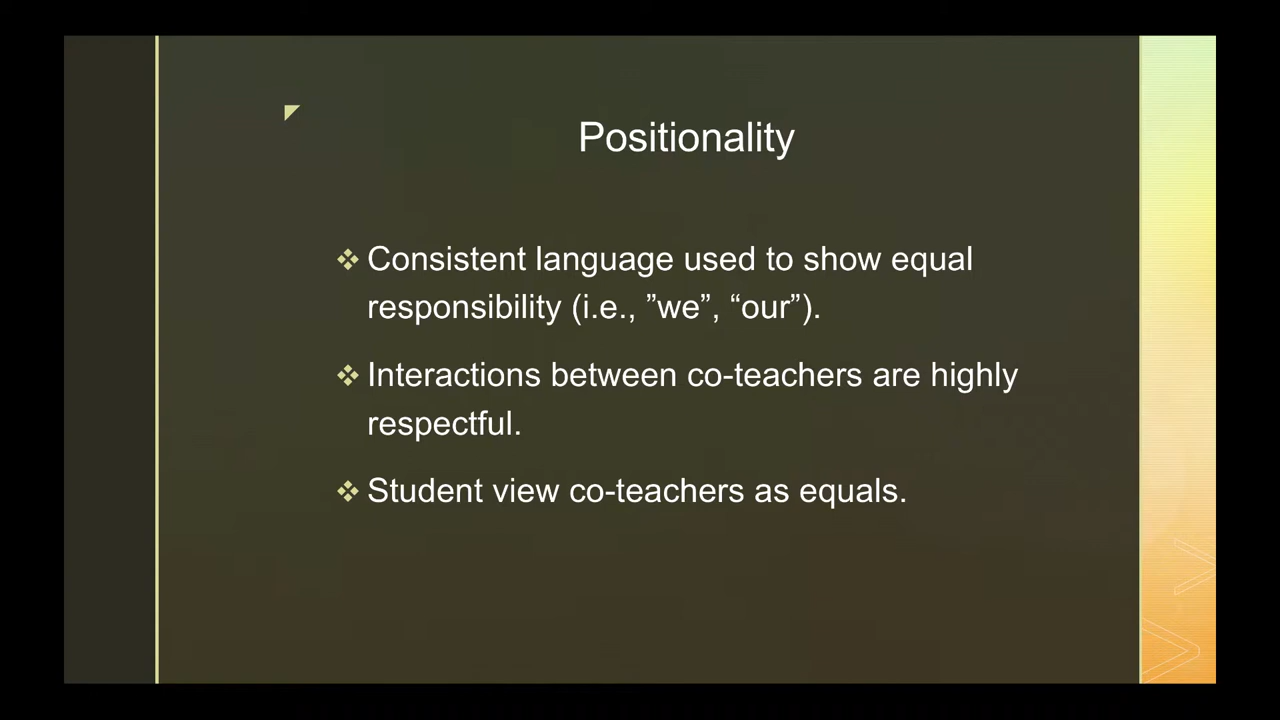 Positionality
Consistent language used to show equal
responsibility (i.e., ”we”, “our”).
Interactions between co-teachers are highly
respectful.
Student view co-teachers as equals.